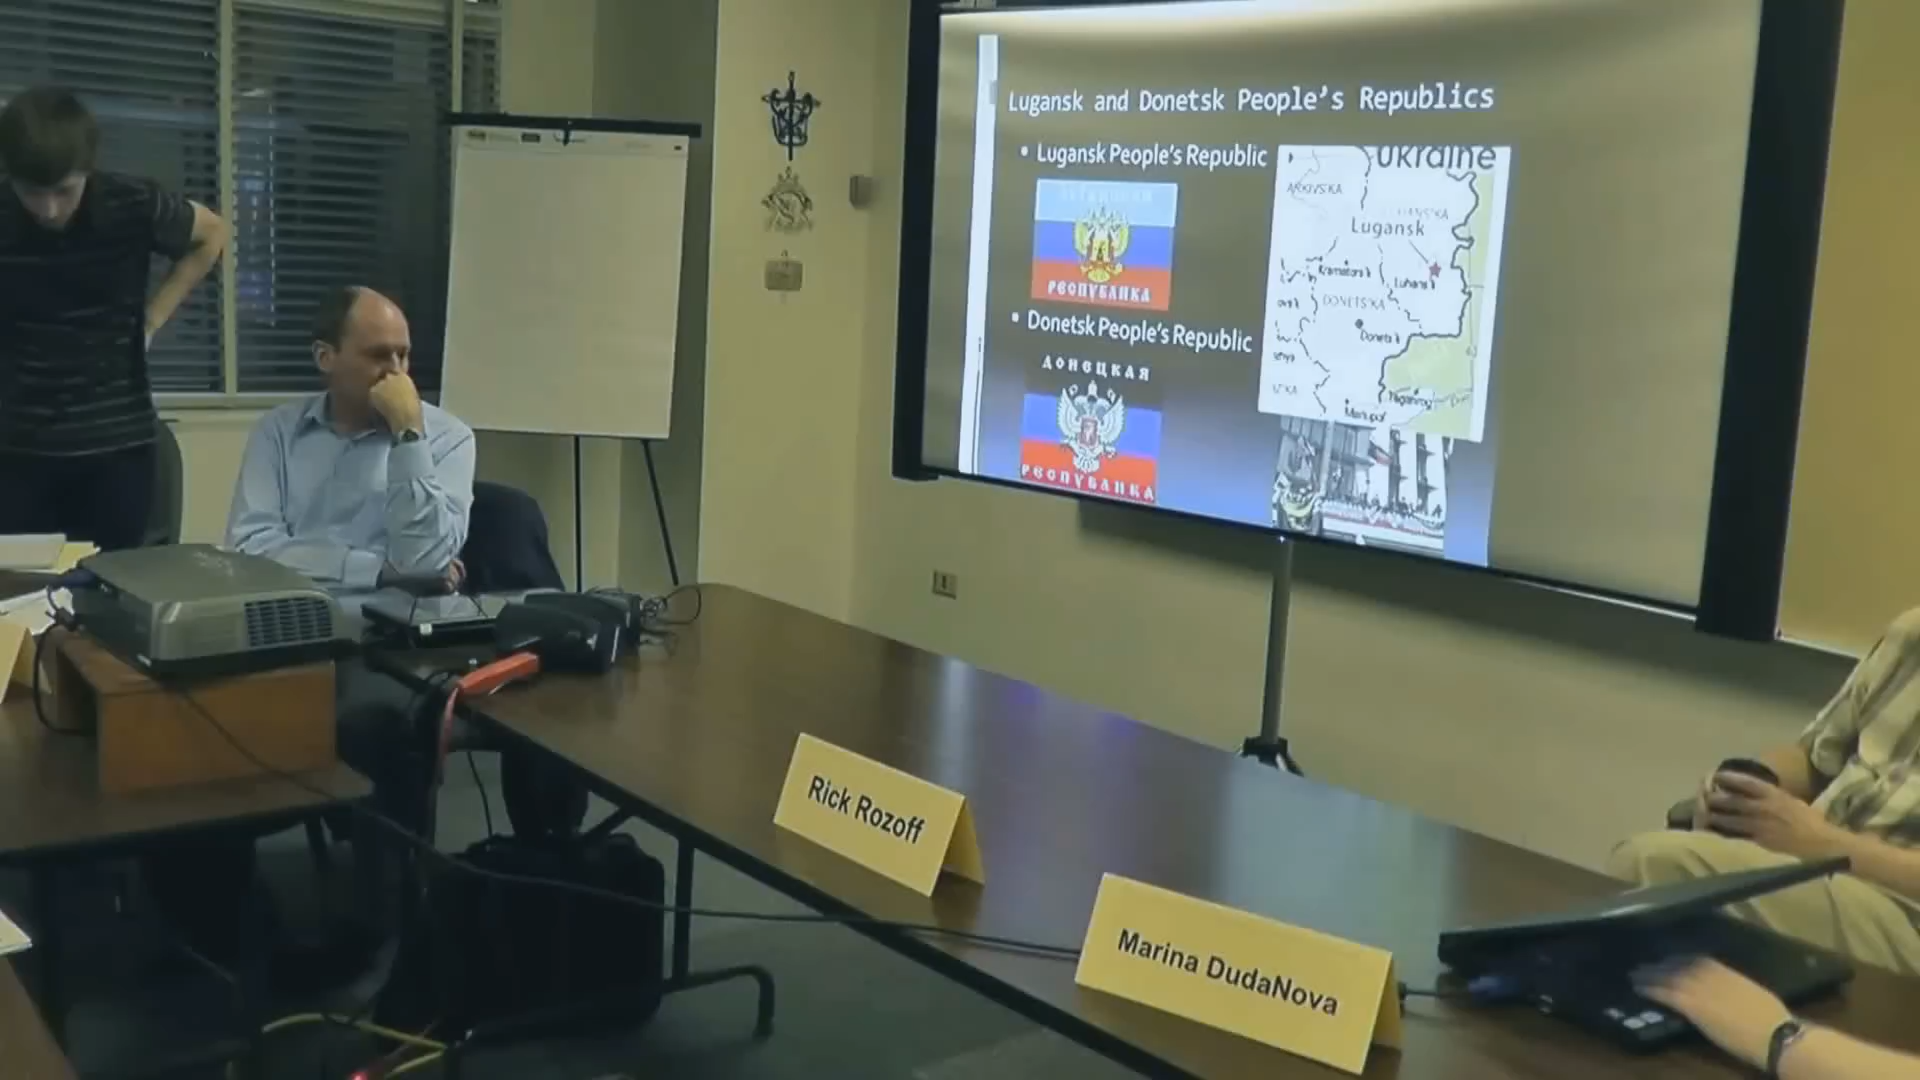 Lugansk and Donetsk People's Republics
• Lugansk People's Republic
РЕСПУБЛИКА
• Donetsk People's Republic
ДОНЕЦКАЯ
РЕСПУБЛИКА
Ukraine
Lugansk
Luhans'k
DONETS'KA
Donets'k
Mariupol'
Taganrog
Rick Rozoff
Marina DudaNova